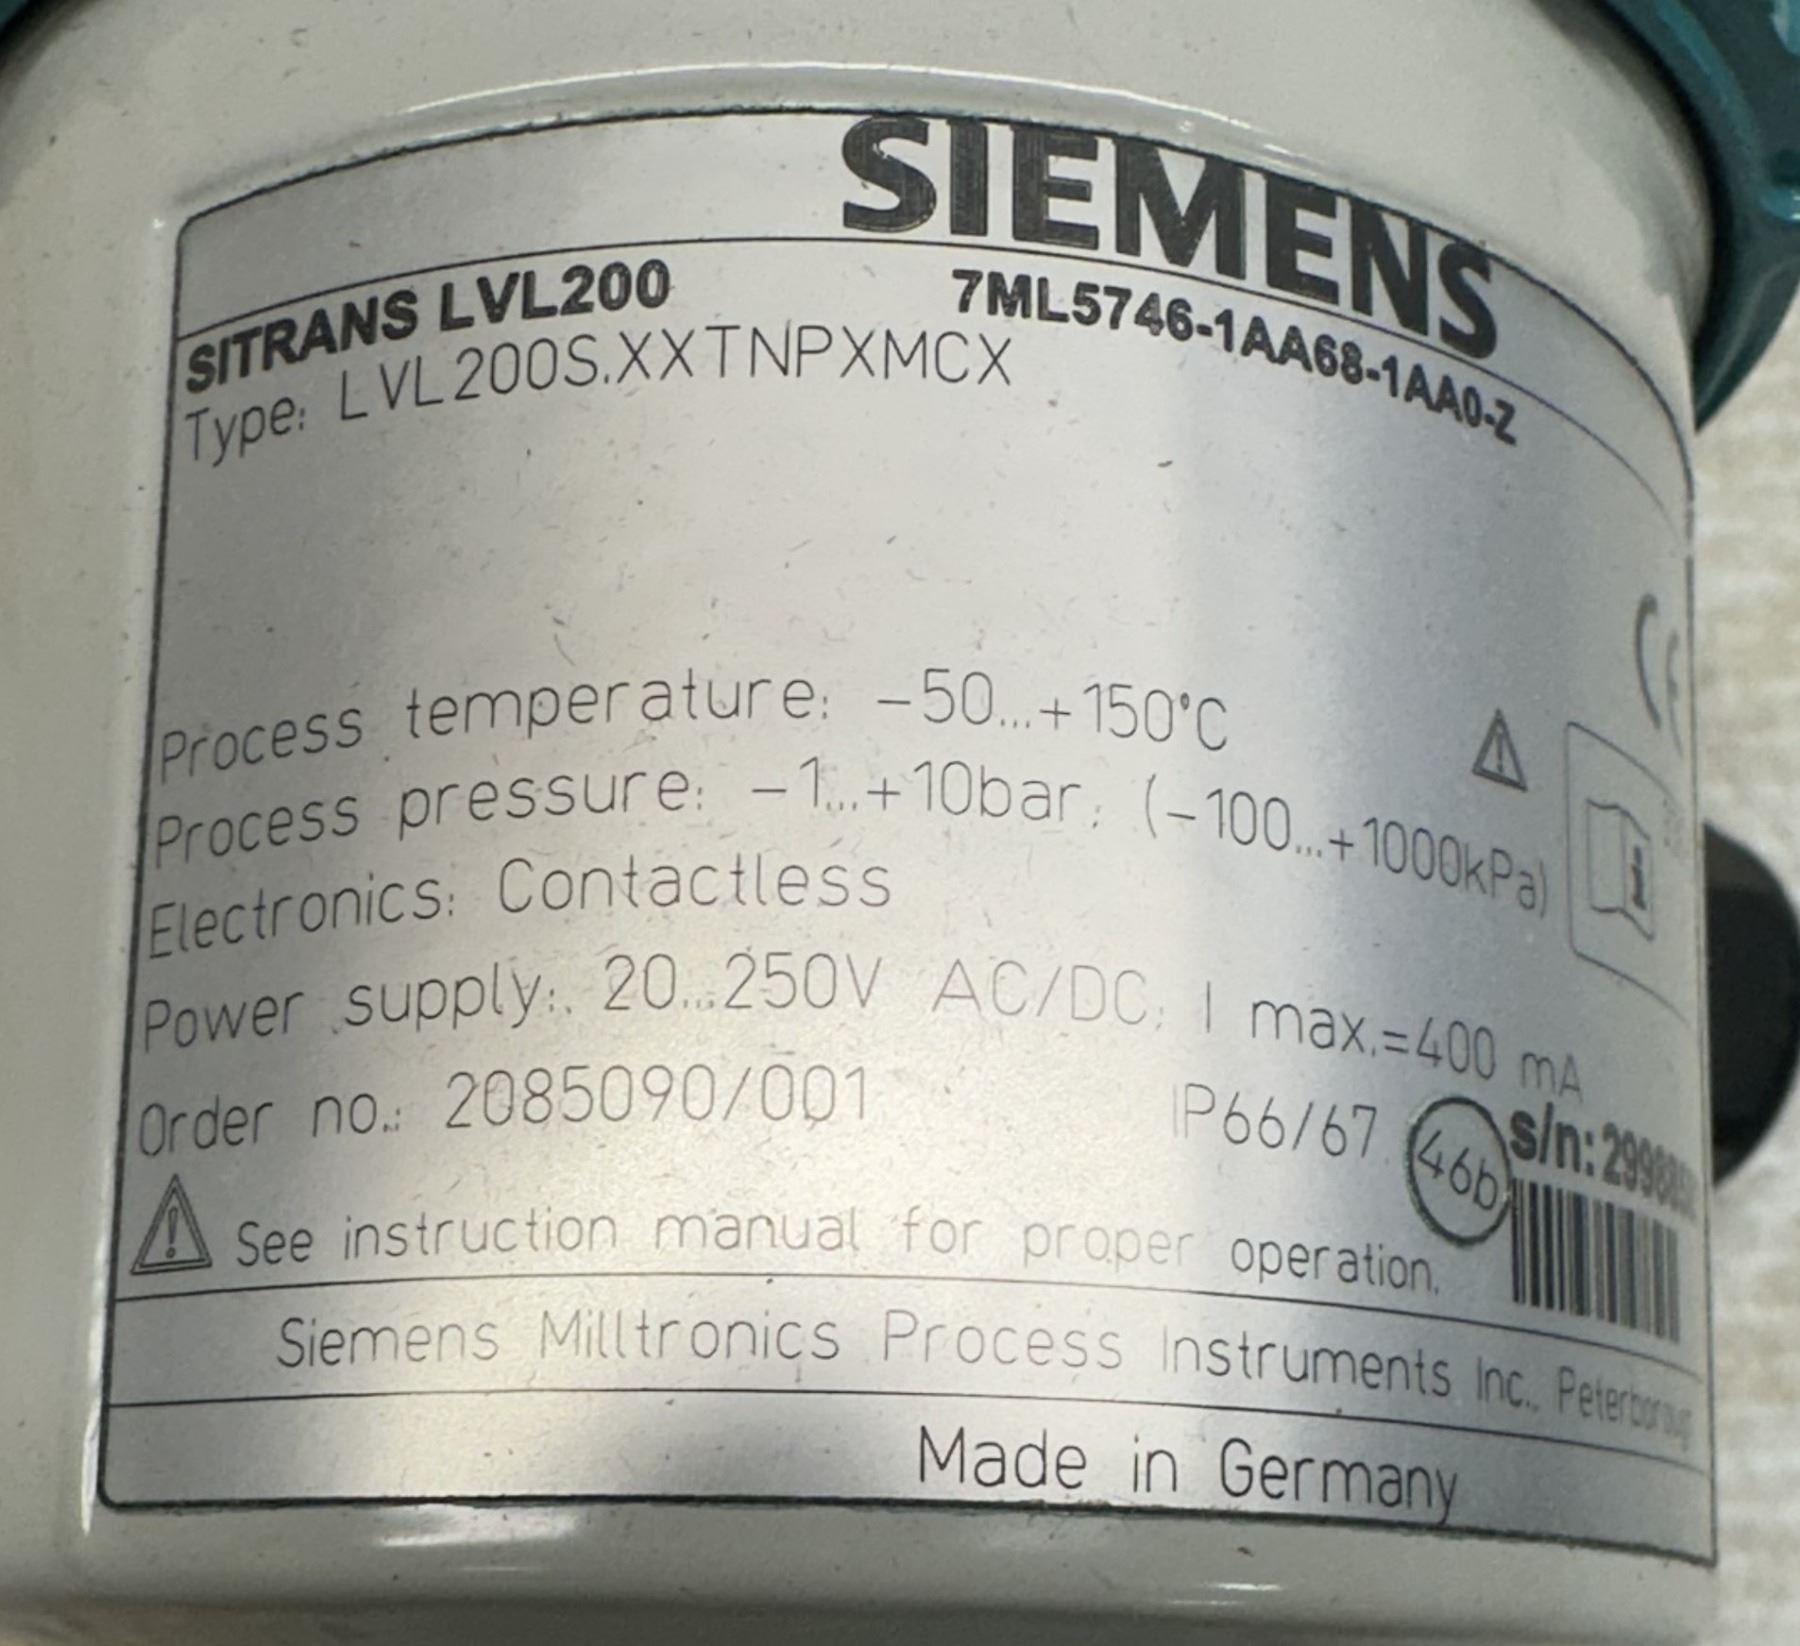 SIEMENS
SITRANS LVL200 7ML5746-1AA68-1AA0-Z
Type: LVL200S.XXTNPXMCX
CE
Process temperature: -50...+150°C
Process pressure: -1...+10bar; (-100...+1000kPa)
Electronics: Contactless
Power supply: 20...250V AC/DC; I max.=400 mA
Order no.: 2085090/001 IP66/67 46b s/n:
See instruction manual for proper operation.
Siemens Milltronics Process Instruments Inc.,
Made in Germany